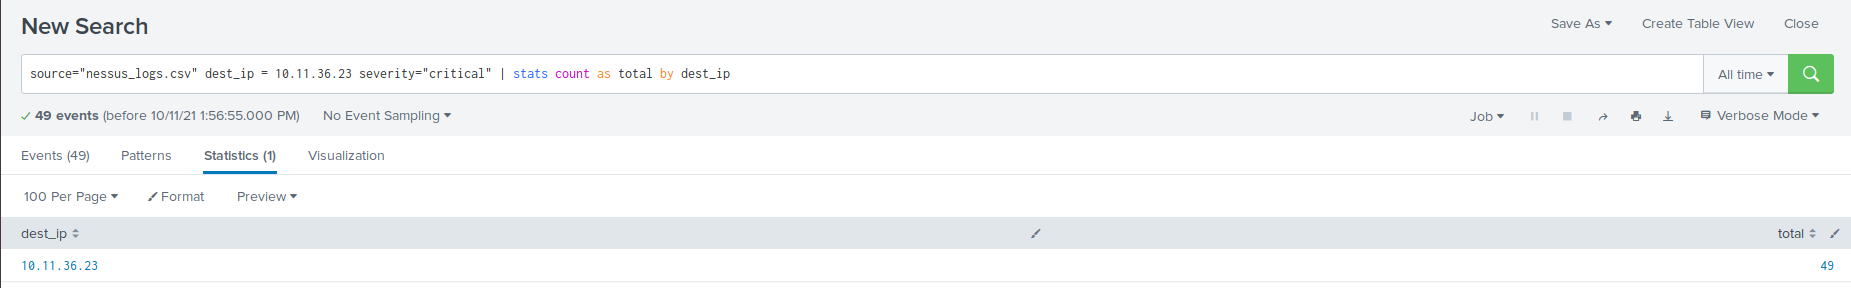 New Search
Save As Create Table View Close
source="nessus_logs.csv" dest_ip = 10.11.36.23 severity="critical" | stats count as total by dest_ip
All time
49 events (before 10/11/21 1:56:55.000 PM) No Event Sampling
Job Verbose Mode
Events (49) Patterns Statistics (1) Visualization
100 Per Page Format Preview
dest_ip total
10.11.36.23 49